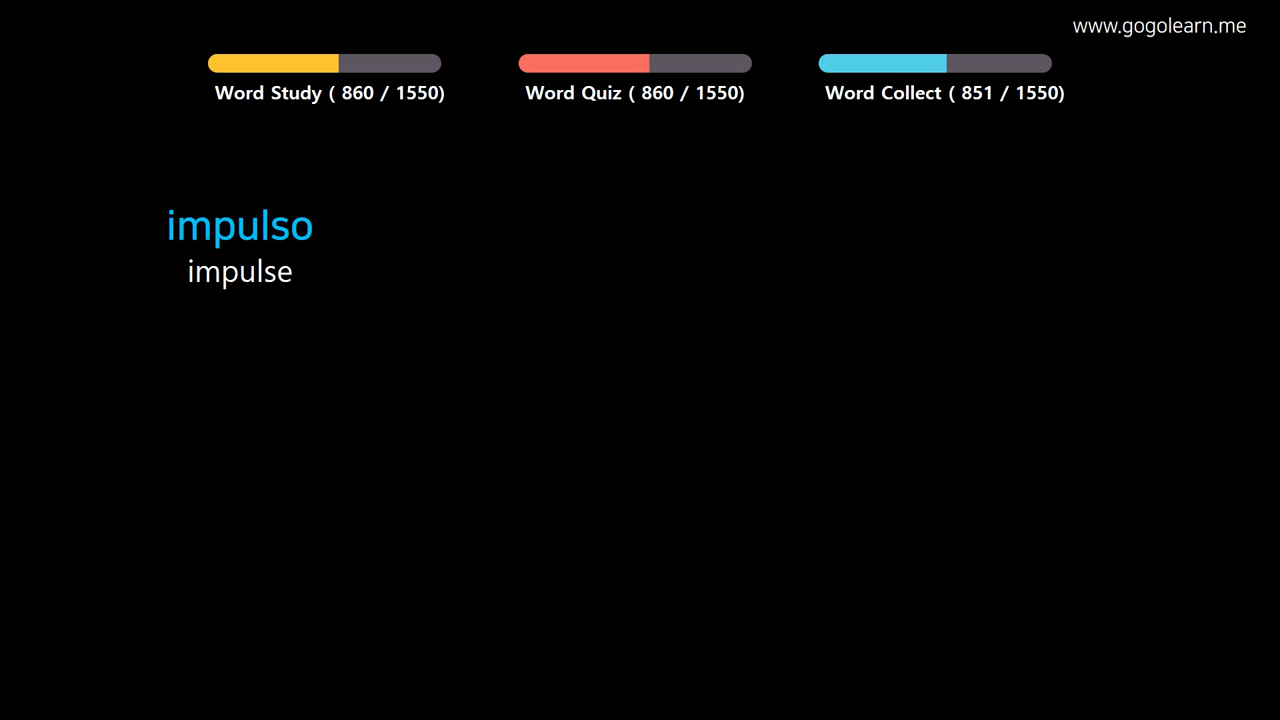 www.gogolearn.me
Word Study ( 860 / 1550)
Word Quiz ( 860 / 1550)
Word Collect ( 851 / 1550)
impulso
impulse